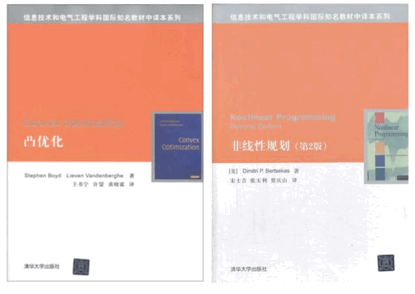 信息技术和电气工程学科国际知名教材中译本系列
Convex Optimization
凸优化
Convex
Optimization
Stephen Boyd Lieven Vandenberghe 著
王书宁 许鋆 黄晓霖 译
清华大学出版社
信息技术和电气工程学科国际知名教材中译本系列
Nonlinear Programming
Second Edition
非线性规划(第2版)
Nonlinear
Programming
[美] Dimitri P. Bertsekas 著
宋士吉 张玉利 贾庆山 译
清华大学出版社